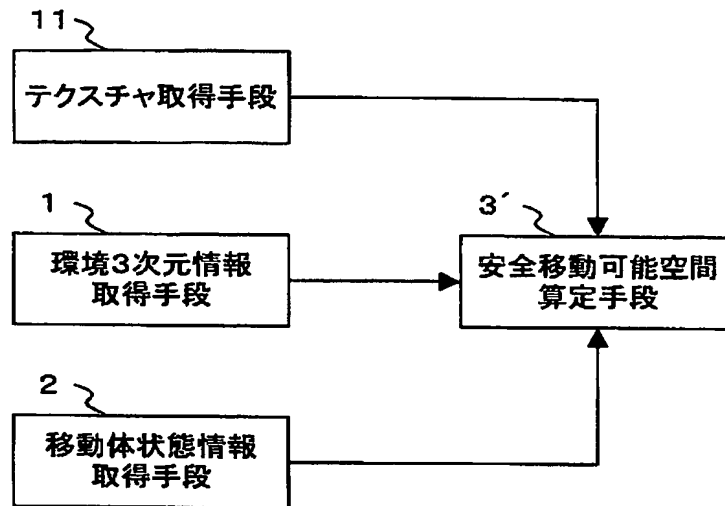 11
テクスチャ取得手段
1
環境3次元情報
取得手段
3´
安全移動可能空間
算定手段
2
移動体状態情報
取得手段